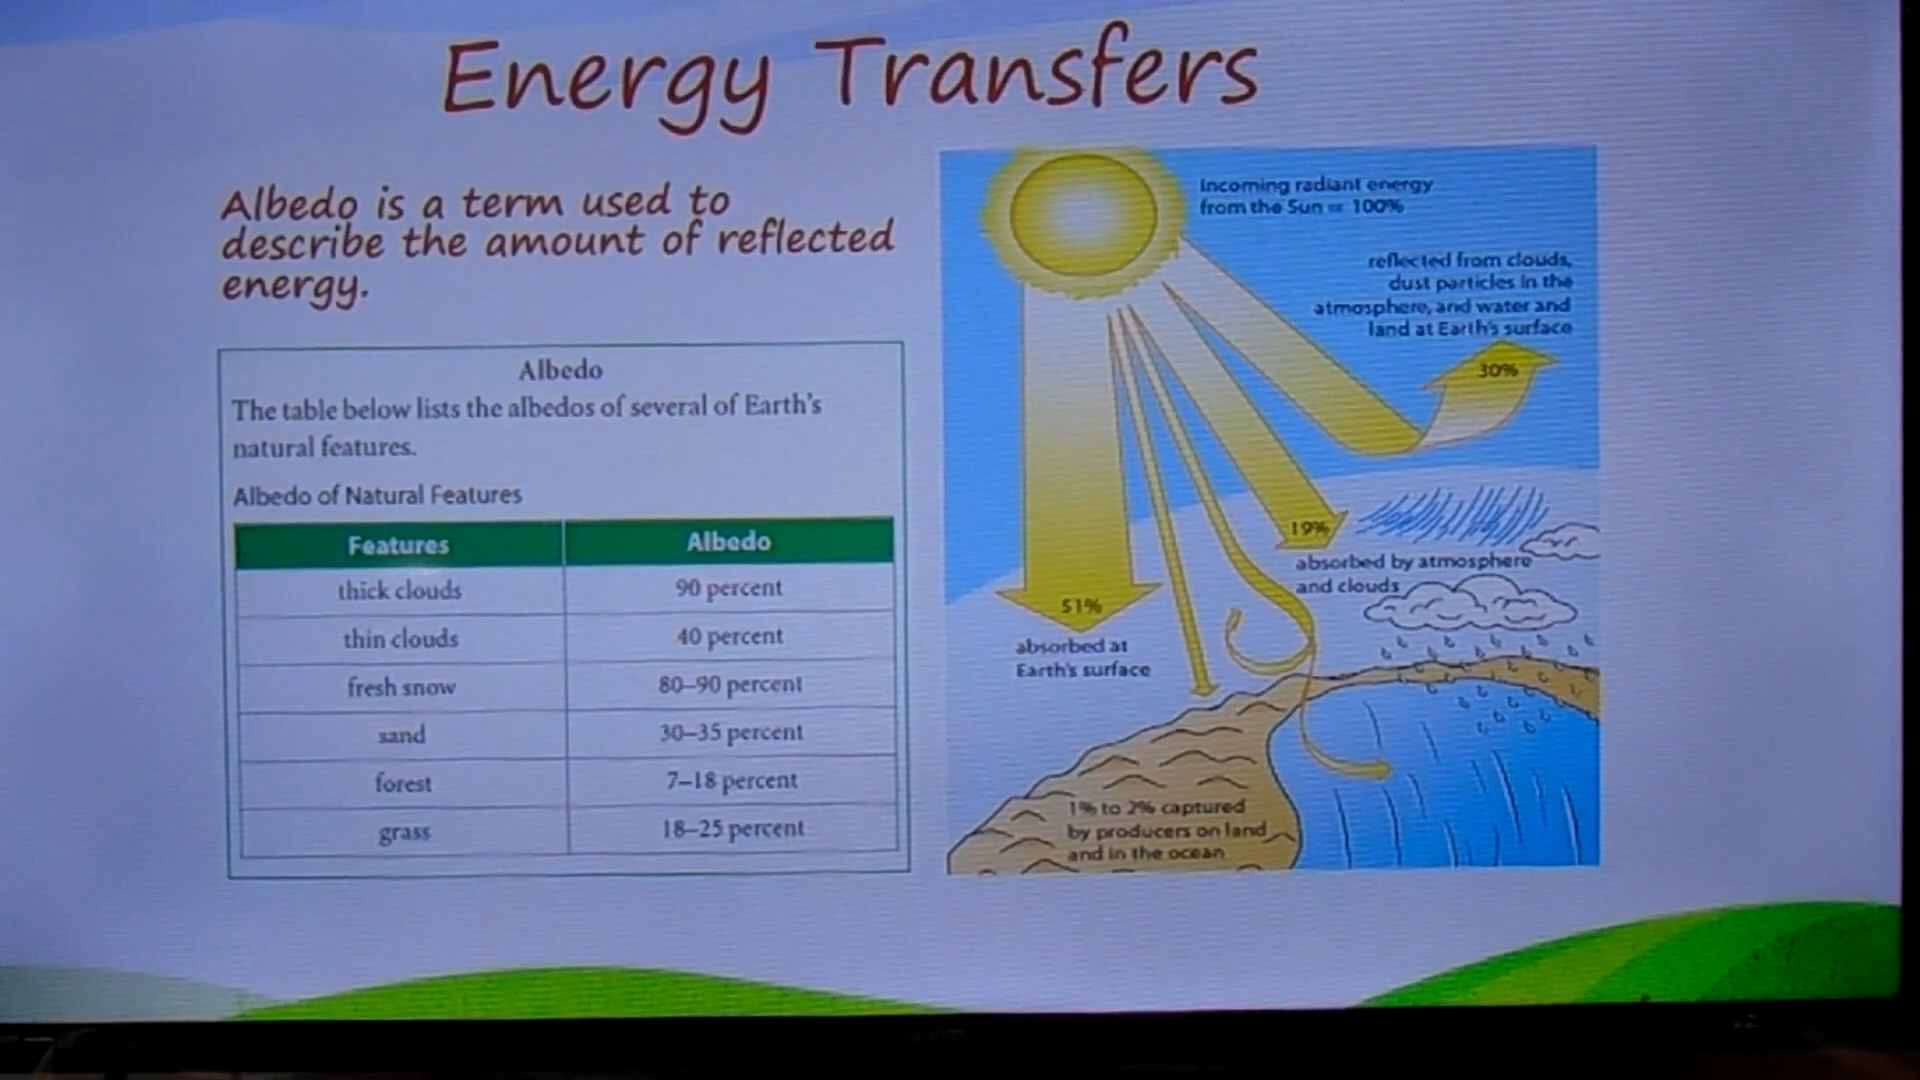 Energy Transfers
Albedo is a term used to
describe the amount of reflected
energy.
Albedo
The table below lists the albedos of several of Earth's
natural features.
Albedo of Natural Features
Features Albedo
thick clouds 90 percent
thin clouds 40 percent
fresh snow 80–90 percent
sand 30–35 percent
forest 7–18 percent
grass 18–25 percent
Incoming radiant energy
from the Sun = 100%
reflected from clouds,
dust particles in the
atmosphere, and water and
land at Earth's surface
30%
19%
absorbed by atmosphere
and clouds
51%
absorbed at
Earth's surface
1% to 2% captured
by producers on land
and in the ocean